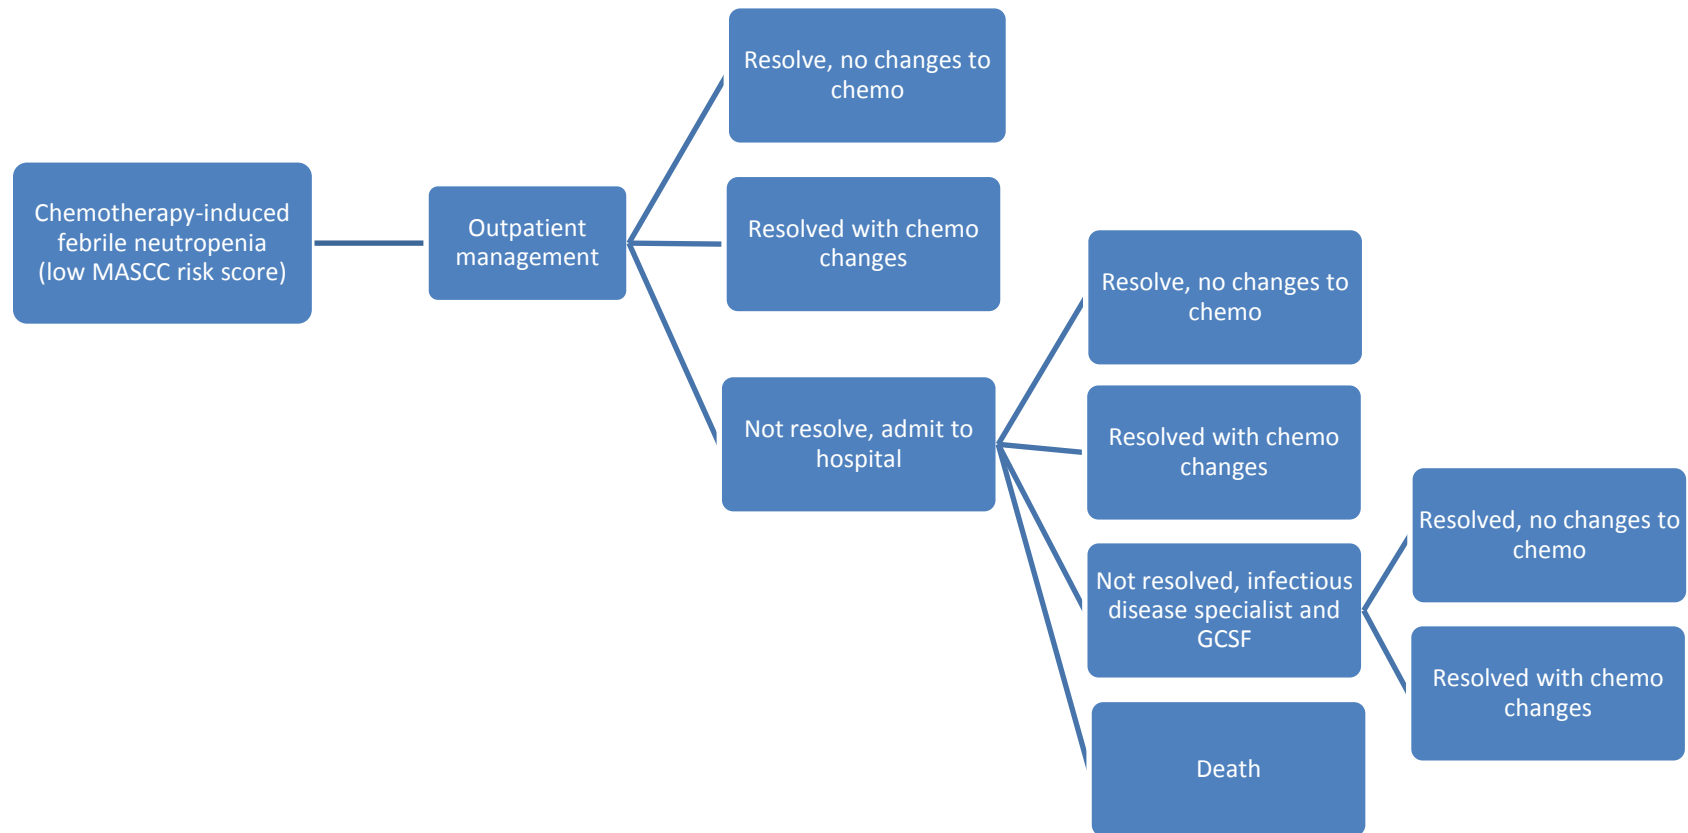 Chemotherapy-induced
febrile neutropenia
(low MASCC risk score)
Outpatient
management
Resolve, no changes to
chemo
Resolved with chemo
changes
Not resolve, admit to
hospital
Resolve, no changes to
chemo
Resolved with chemo
changes
Not resolved, infectious
disease specialist and
GCSF
Death
Resolved, no changes to
chemo
Resolved with chemo
changes